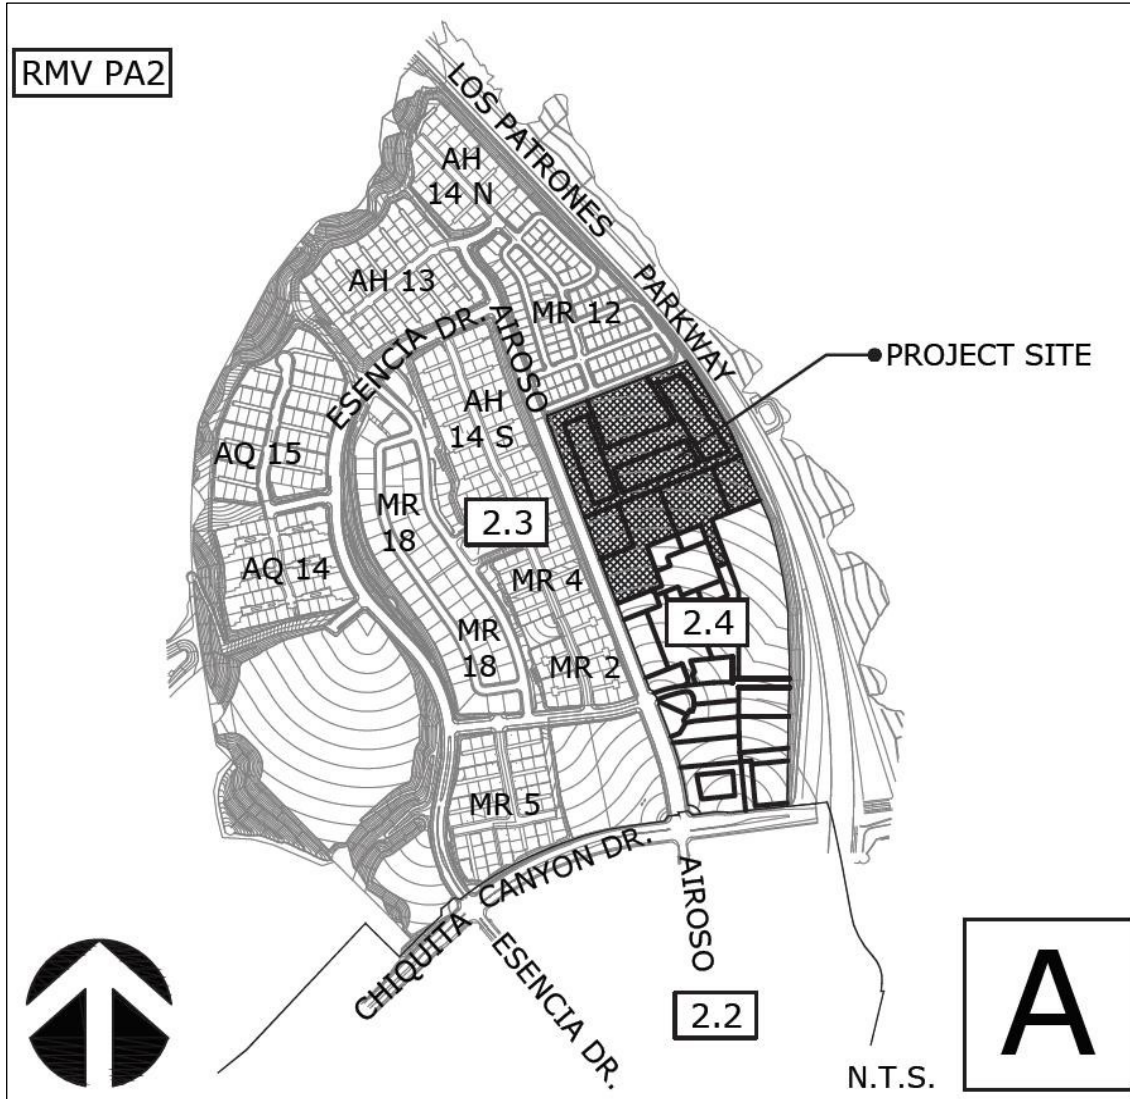 RMV PA2
LOS PATRONES
PARKWAY
AH
14 N
AH 13
MR 12
ESENCIA DR.
AIROSO
PROJECT SITE
AH
14 S
AQ 15
MR
18
2.3
AQ 14
MR 4
2.4
MR
18
MR 2
MR 5
CHIQUITA CANYON DR.
AIROSO
ESENCIA DR.
2.2
N.T.S.
A